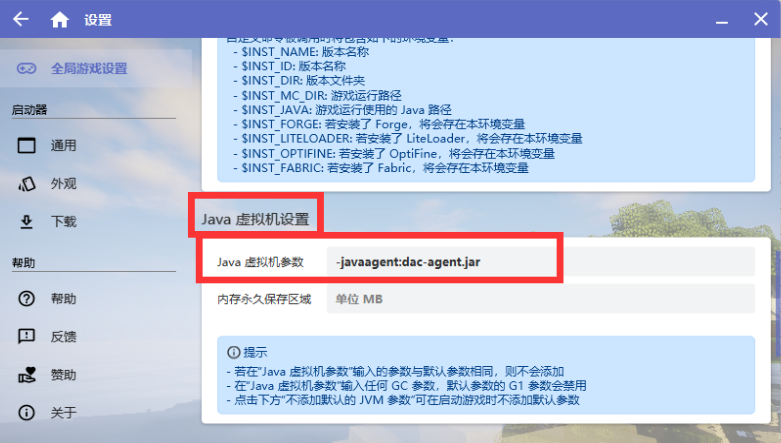 设置
全局游戏设置
启动器
通用
外观
下载
帮助
帮助
反馈
赞助
关于
- $INST_NAME: 版本名称
- $INST_ID: 版本名称
- $INST_DIR: 版本文件夹
- $INST_MC_DIR: 游戏运行路径
- $INST_JAVA: 游戏运行使用的 Java 路径
- $INST_FORGE: 若安装了 Forge，将会存在本环境变量
- $INST_LITELOADER: 若安装了 LiteLoader，将会存在本环境变量
- $INST_OPTIFINE: 若安装了 OptiFine，将会存在本环境变量
- $INST_FABRIC: 若安装了 Fabric，将会存在本环境变量
Java 虚拟机设置
Java 虚拟机参数 -javaagent:dac-agent.jar
内存永久保存区域 单位 MB
提示
- 若在“Java 虚拟机参数”输入的参数与默认参数相同，则不会添加
- 在“Java 虚拟机参数”输入任何 GC 参数，默认参数的 G1 参数会禁用
- 点击下方“不添加默认的 JVM 参数”可在启动游戏时不添加默认参数